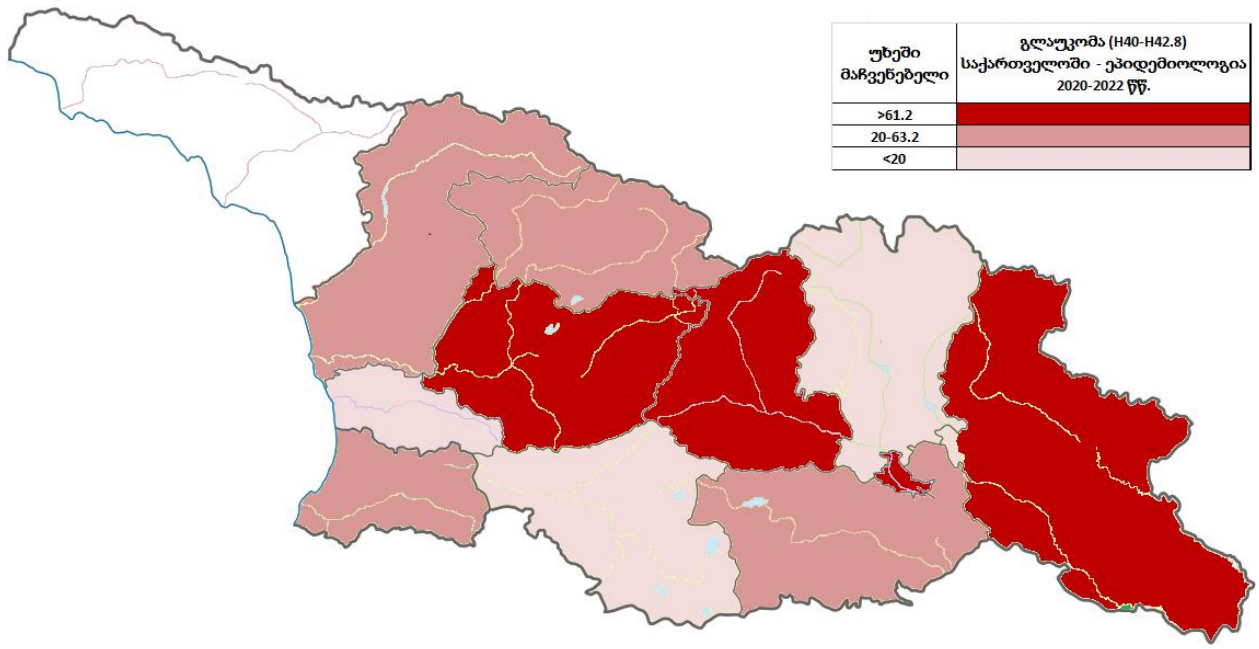 უხეში
მაჩვენებელი
გლაუკომა (H40-H42.8)
საქართველოში - ეპიდემიოლოგია
2020-2022 წწ.
>61.2
20-63.2
<20